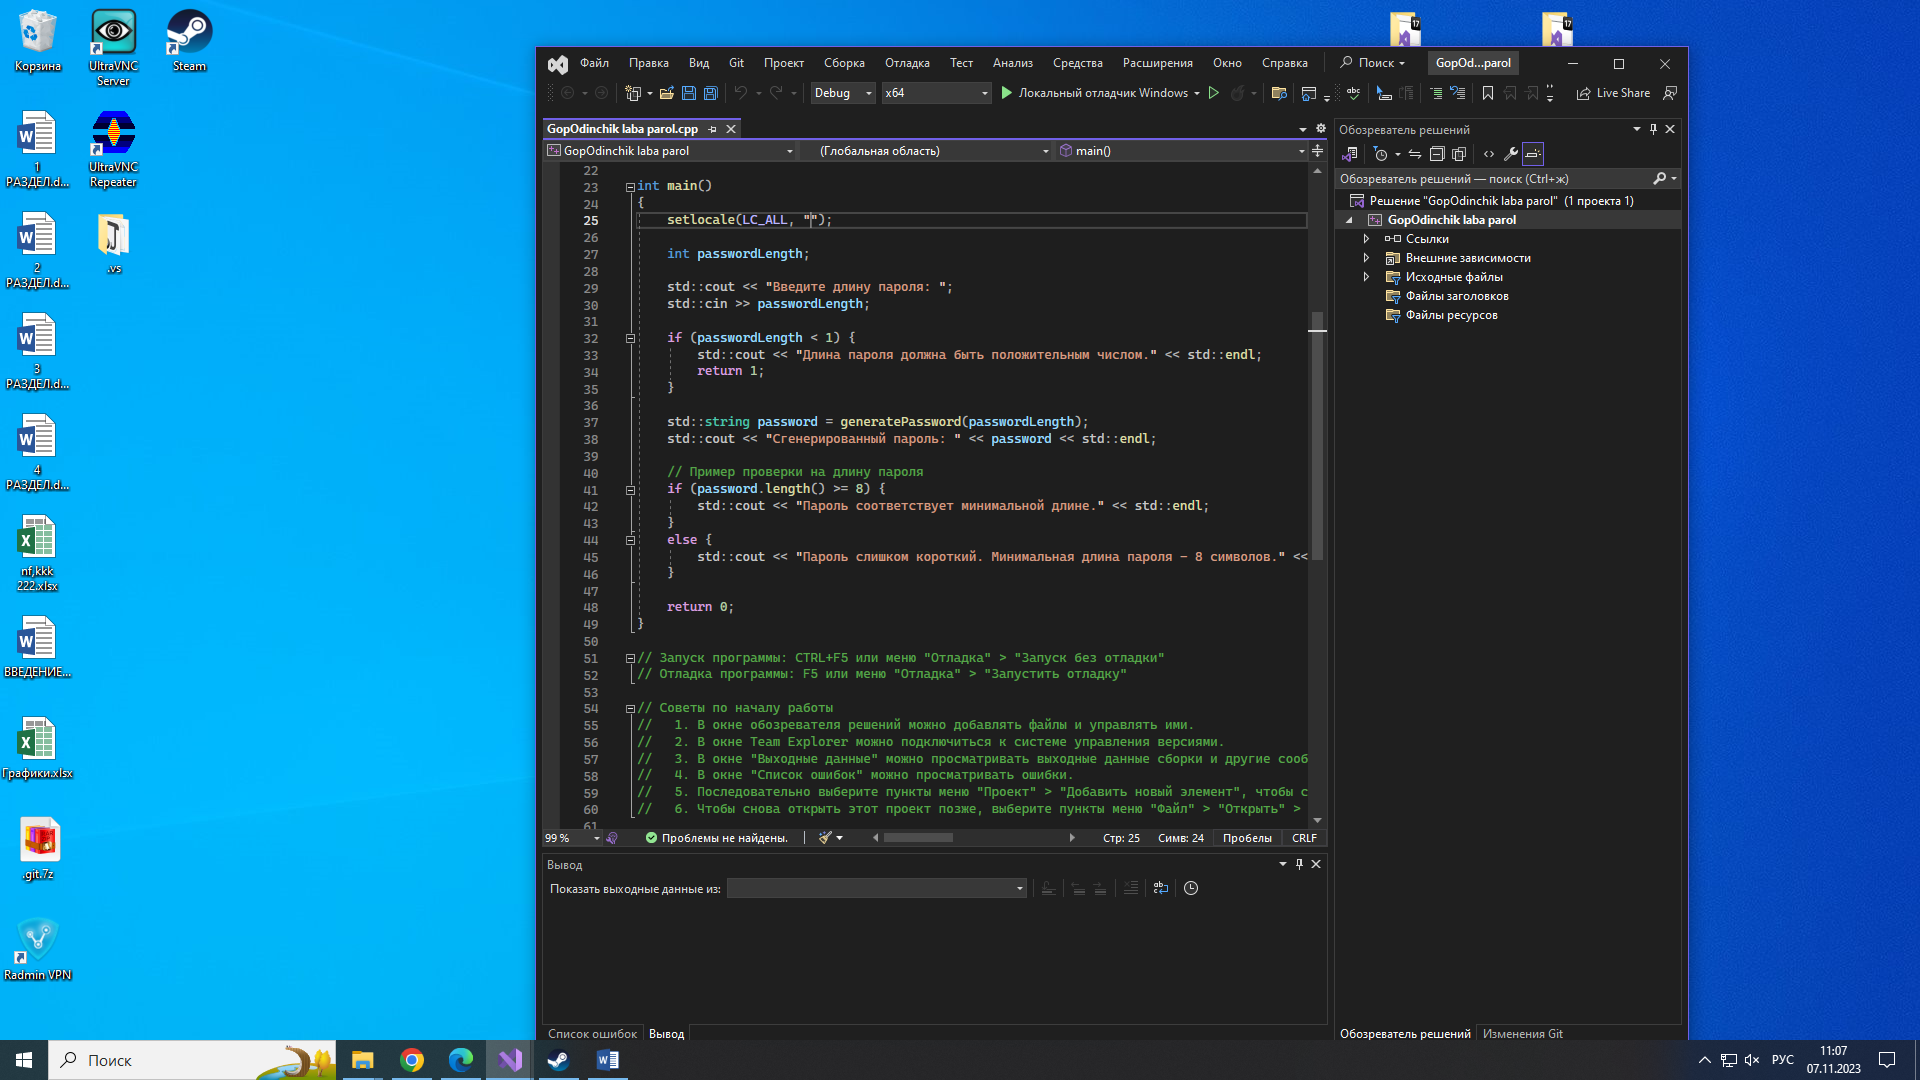 Корзина
UltraVNC Server
Steam
1 РАЗДЕЛ.d...
UltraVNC Repeater
2 РАЗДЕЛ.d...
.vs
3 РАЗДЕЛ.d...
4 РАЗДЕЛ.d...
nf,kkk 222.xlsx
ВВЕДЕНИЕ...
Графики.xlsx
.git.7z
Radmin VPN
17
17
Файл Правка Вид Git Проект Сборка Отладка Тест Анализ Средства Расширения Окно Справка Поиск GopOd...parol
Debug x64 Локальный отладчик Windows Live Share
GopOdinchik laba parol.cpp
GopOdinchik laba parol (Глобальная область) main()
22
23 int main()
24 {
25 setlocale(LC_ALL, "");
26
27 int passwordLength;
28
29 std::cout << "Введите длину пароля: ";
30 std::cin >> passwordLength;
31
32 if (passwordLength < 1) {
33 std::cout << "Длина пароля должна быть положительным числом." << std::endl;
34 return 1;
35 }
36
37 std::string password = generatePassword(passwordLength);
38 std::cout << "Сгенерированный пароль: " << password << std::endl;
39
40 // Пример проверки на длину пароля
41 if (password.length() >= 8) {
42 std::cout << "Пароль соответствует минимальной длине." << std::endl;
43 }
44 else {
45 std::cout << "Пароль слишком короткий. Минимальная длина пароля – 8 символов." <<
46 }
47
48 return 0;
49 }
50
51 // Запуск программы: CTRL+F5 или меню "Отладка" > "Запуск без отладки"
52 // Отладка программы: F5 или меню "Отладка" > "Запустить отладку"
53
54 // Советы по началу работы
55 // 1. В окне обозревателя решений можно добавлять файлы и управлять ими.
56 // 2. В окне Team Explorer можно подключиться к системе управления версиями.
57 // 3. В окне "Выходные данные" можно просматривать выходные данные сборки и другие сооб
58 // 4. В окне "Список ошибок" можно просматривать ошибки.
59 // 5. Последовательно выберите пункты меню "Проект" > "Добавить новый элемент", чтобы с
60 // 6. Чтобы снова открыть этот проект позже, выберите пункты меню "Файл" > "Открыть" >
61
99 % Проблемы не найдены. Стр: 25 Симв: 24 Пробелы CRLF
Вывод
Показать выходные данные из:
Список ошибок Вывод
Обозреватель решений
Обозреватель решений — поиск (Ctrl+ж)
Решение "GopOdinchik laba parol" (1 проекта 1)
GopOdinchik laba parol
Ссылки
Внешние зависимости
Исходные файлы
Файлы заголовков
Файлы ресурсов
Обозреватель решений Изменения Git
Поиск
РУС
11:07
07.11.2023